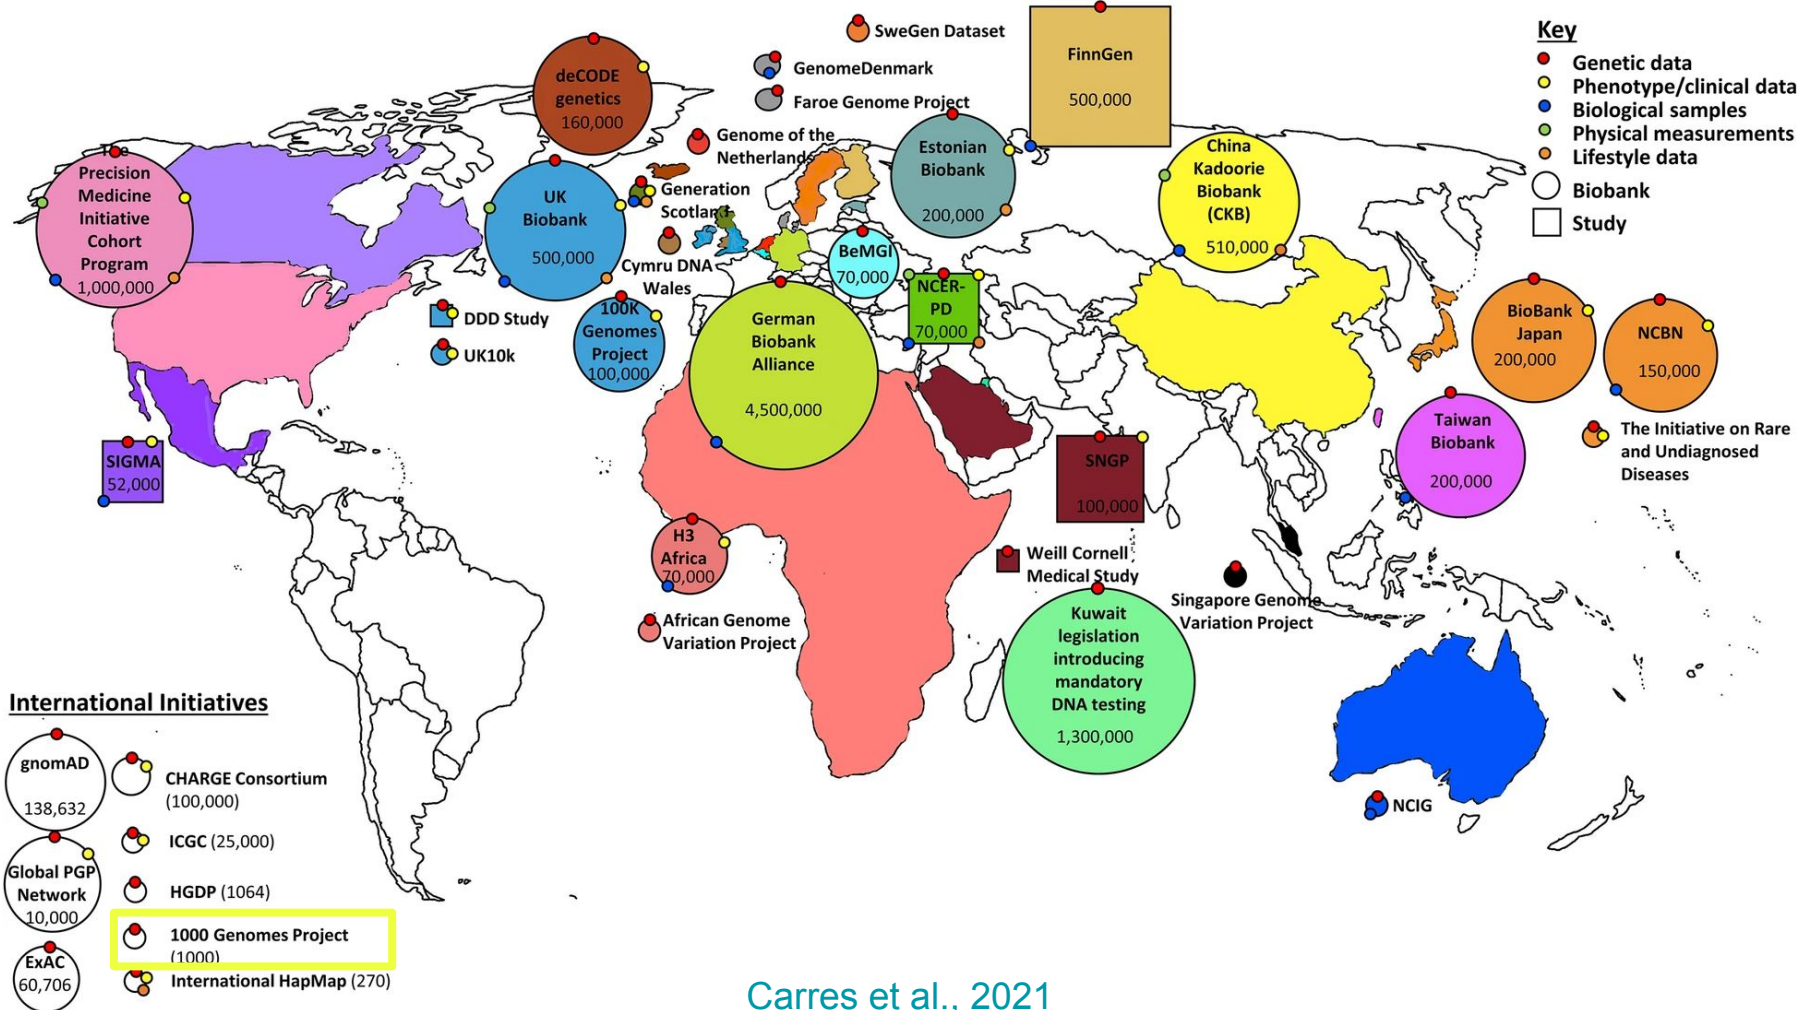 SweGen Dataset
GenomeDenmark
Faroe Genome Project
FinnGen
500,000
Key
Genetic data
Phenotype/clinical data
Biological samples
Physical measurements
Lifestyle data
Biobank
Study
deCODE
genetics
160,000
Genome of the
Netherlands
Estonian
Biobank
200,000
China
Kadoorie
Biobank
(CKB)
510,000
The
Precision
Medicine
Initiative
Cohort
Program
1,000,000
UK
Biobank
500,000
Generation
Scotland
Cymru DNA
Wales
BeMGI
70,000
NCER-
PD
70,000
DDD Study
UK10k
100K
Genomes
Project
100,000
German
Biobank
Alliance
4,500,000
BioBank
Japan
200,000
NCBN
150,000
Taiwan
Biobank
200,000
The Initiative on Rare
and Undiagnosed
Diseases
SIGMA
52,000
SNGP
100,000
H3
Africa
70,000
Weill Cornell
Medical Study
African Genome
Variation Project
Kuwait
legislation
introducing
mandatory
DNA testing
1,300,000
Singapore Genome
Variation Project
NCIG
International Initiatives
gnomAD
138,632
CHARGE Consortium
(100,000)
ICGC (25,000)
Global PGP
Network
10,000
HGDP (1064)
1000 Genomes Project
(1000)
ExAC
60,706
International HapMap (270)
Carres et al., 2021